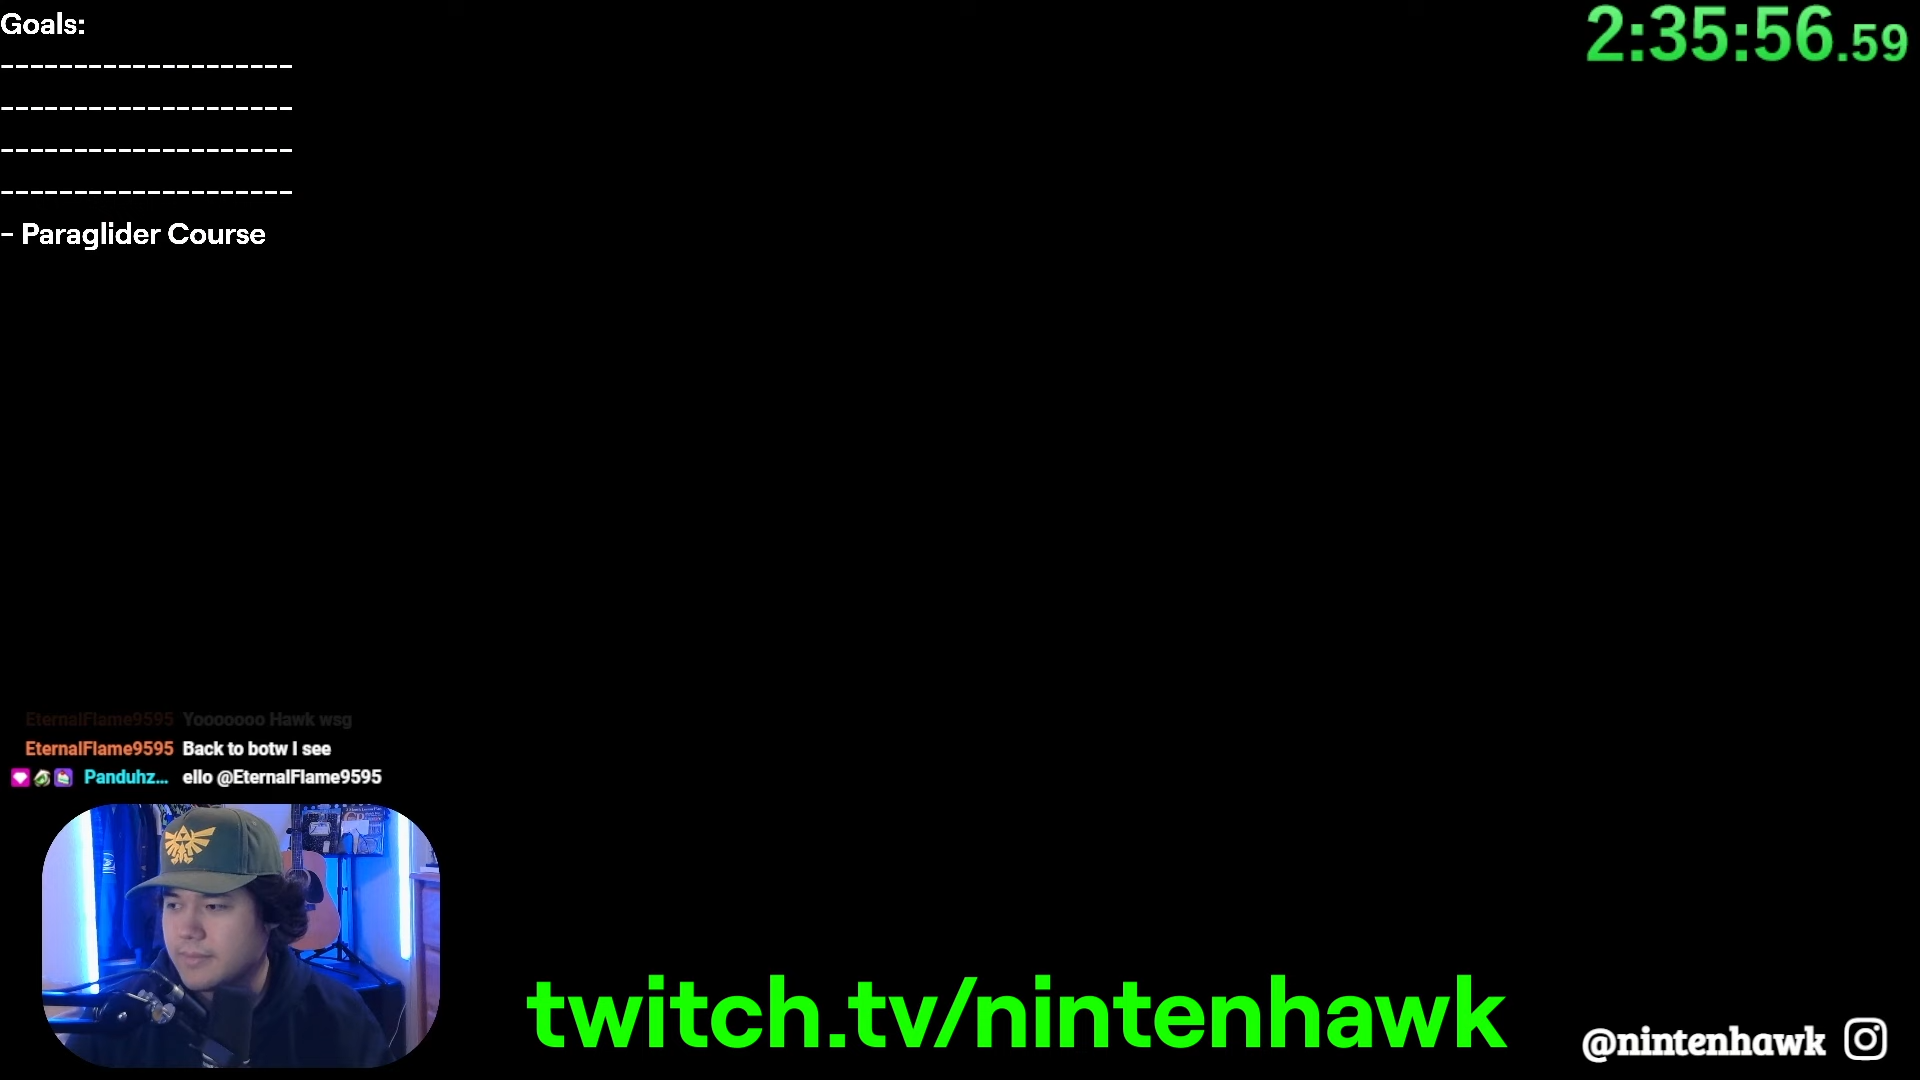 Goals:
--------------------
--------------------
--------------------
--------------------
- Paraglider Course
2:35:56.59
EternalFlame9595 Yooooooo Hawk wsg
EternalFlame9595 Back to botw I see
Panduhz... ello @EternalFlame9595
twitch.tv/nintenhawk
@nintenhawk